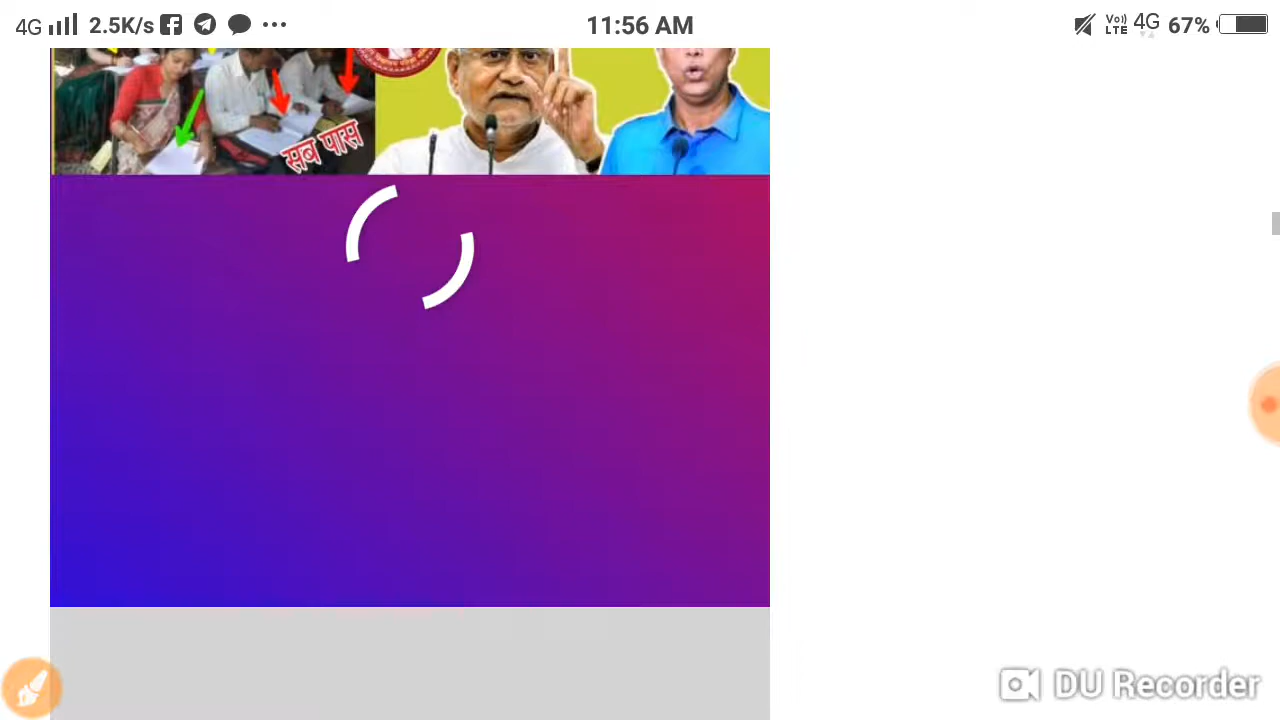 4G 2.5K/s ••• 11:56 AM Vo) LTE 4G 67%
सब पास
DU Recorder